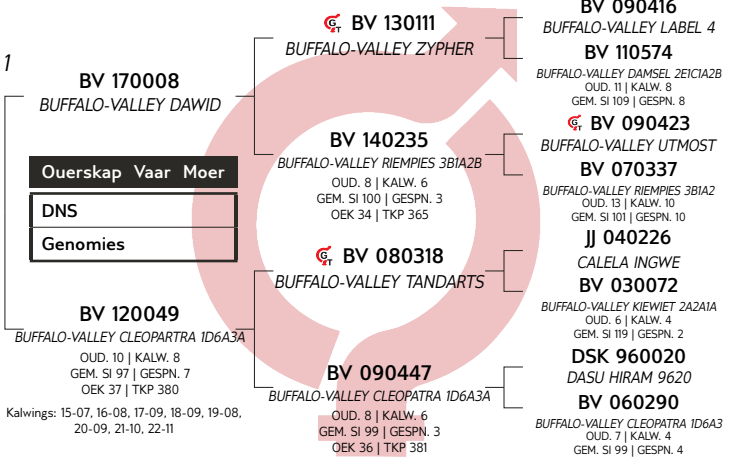 1
BV 170008
BUFFALO-VALLEY DAWID
Ouerskap Vaar Moer
DNS
Genomies
BV 120049
BUFFALO-VALLEY CLEOPARTRA 1D6A3A
OUD. 10 | KALW. 8
GEM. SI 97 | GESPN. 7
OEK 37 | TKP 380
Kalwings: 15-07, 16-08, 17-09, 18-09, 19-08,
20-09, 21-10, 22-11
GT BV 130111
BUFFALO-VALLEY ZYPHER
BV 140235
BUFFALO-VALLEY RIEMPIES 3B1A2B
OUD. 8 | KALW. 6
GEM. SI 100 | GESPN. 3
OEK 34 | TKP 365
GT BV 080318
BUFFALO-VALLEY TANDARTS
BV 090447
BUFFALO-VALLEY CLEOPATRA 1D6A3A
OUD. 8 | KALW. 6
GEM. SI 99 | GESPN. 3
OEK 36 | TKP 381
BV 090416
BUFFALO-VALLEY LABEL 4
BV 110574
BUFFALO-VALLEY DAMSEL 2E1C1A2B
OUD. 11 | KALW. 8
GEM. SI 109 | GESPN. 8
GT BV 090423
BUFFALO-VALLEY UTMOST
BV 070337
BUFFALO-VALLEY RIEMPIES 3B1A2
OUD. 13 | KALW. 10
GEM. SI 101 | GESPN. 10
JJ 040226
CALELA INGWE
BV 030072
BUFFALO-VALLEY KIEWIET 2A2A1A
OUD. 6 | KALW. 4
GEM. SI 119 | GESPN. 2
DSK 960020
DASU HIRAM 9620
BV 060290
BUFFALO-VALLEY CLEOPATRA 1D6A3
OUD. 7 | KALW. 4
GEM. SI 99 | GESPN. 4